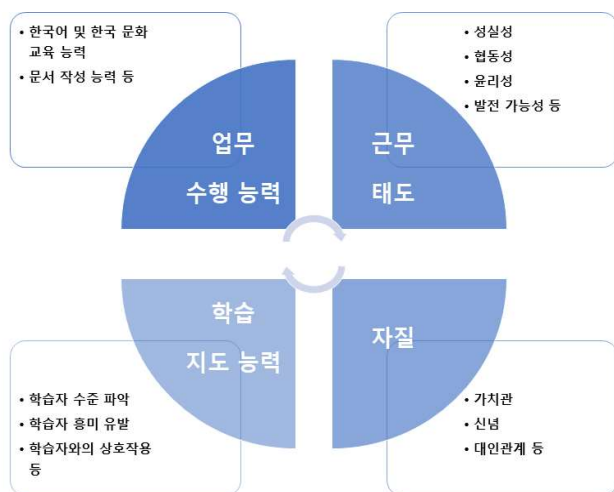 • 한국어 및 한국 문화
교육 능력
• 문서 작성 능력 등
업무
수행 능력
• 성실성
• 협동성
• 윤리성
• 발전 가능성 등
근무
태도
학습
지도 능력
• 학습자 수준 파악
• 학습자 흥미 유발
• 학습자와의 상호작용
등
자질
• 가치관
• 신념
• 대인관계 등